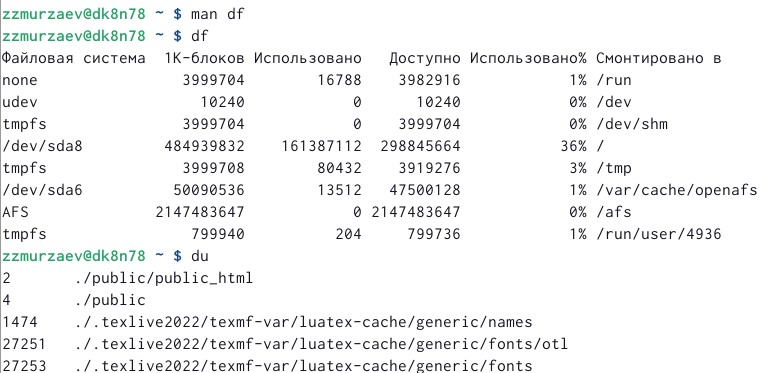 zzmurzaev@dk8n78 ~ $ man df
zzmurzaev@dk8n78 ~ $ df
Файловая система  1K-блоков Использовано   Доступно Использовано% Смонтировано в
none                3999704        16788    3982916            1% /run
udev                  10240            0      10240            0% /dev
tmpfs               3999704            0    3999704            0% /dev/shm
/dev/sda8         484939832    161387112  298845664           36% /
tmpfs               3999708        80432    3919276            3% /tmp
/dev/sda6          50090536        13512   47500128            1% /var/cache/openafs
AFS              2147483647            0 2147483647            0% /afs
tmpfs                799940          204     799736            1% /run/user/4936
zzmurzaev@dk8n78 ~ $ du
2       ./public/public_html
4       ./public
1474    ./.texlive2022/texmf-var/luatex-cache/generic/names
27251   ./.texlive2022/texmf-var/luatex-cache/generic/fonts/otl
27253   ./.texlive2022/texmf-var/luatex-cache/generic/fonts